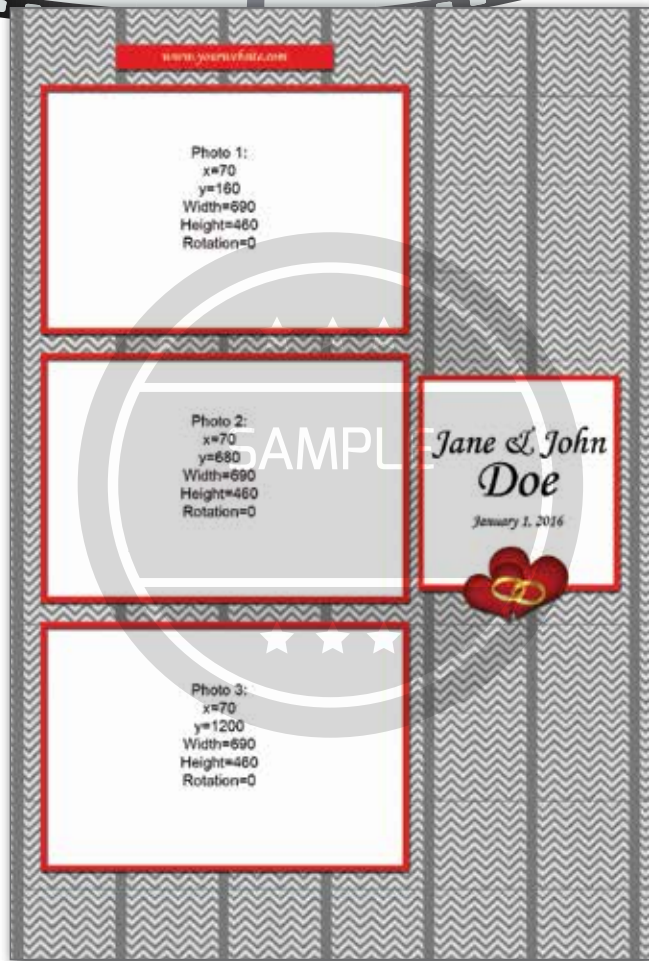 www.yourwebsite.com
Photo 1:
x=70
y=160
Width=690
Height=460
Rotation=0
Photo 2:
x=70
y=680
Width=690
Height=460
Rotation=0
SAMPLE
Jane & John
Doe
January 1, 2016
Photo 3:
x=70
y=1200
Width=690
Height=460
Rotation=0